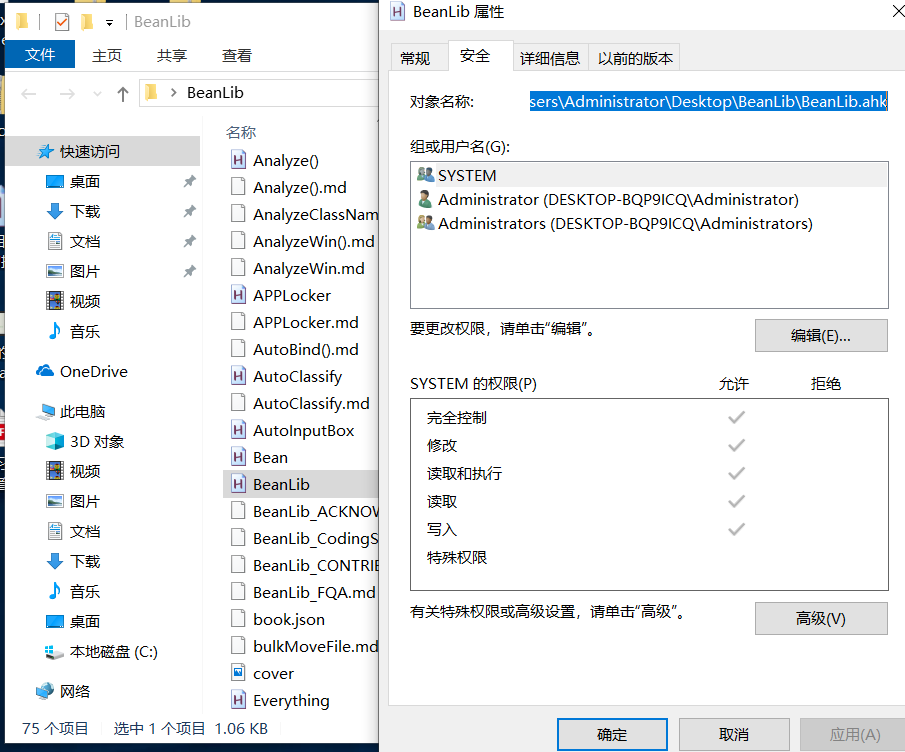 BeanLib
文件
主页
共享
查看
BeanLib
快速访问
桌面
下载
文档
图片
视频
音乐
OneDrive
此电脑
3D 对象
视频
图片
文档
下载
音乐
桌面
本地磁盘 (C:)
网络
名称
Analyze()
Analyze().md
AnalyzeClassNam
AnalyzeWin().md
AnalyzeWin.md
APPLocker
APPLocker.md
AutoBind().md
AutoClassify
AutoClassify.md
AutoInputBox
Bean
BeanLib
BeanLib_ACKNOW
BeanLib_CodingS
BeanLib_CONTRIE
BeanLib_FQA.md
book.json
bulkMoveFile.md
cover
Everything
75 个项目
选中 1 个项目 1.06 KB
BeanLib 属性
常规
安全
详细信息
以前的版本
对象名称:
sers\Administrator\Desktop\BeanLib\BeanLib.ahk
组或用户名(G):
SYSTEM
Administrator (DESKTOP-BQP9ICQ\Administrator)
Administrators (DESKTOP-BQP9ICQ\Administrators)
要更改权限，请单击“编辑”。
编辑(E)...
SYSTEM 的权限(P)
允许
拒绝
完全控制
修改
读取和执行
读取
写入
特殊权限
有关特殊权限或高级设置，请单击“高级”。
高级(V)
确定
取消
应用(A)